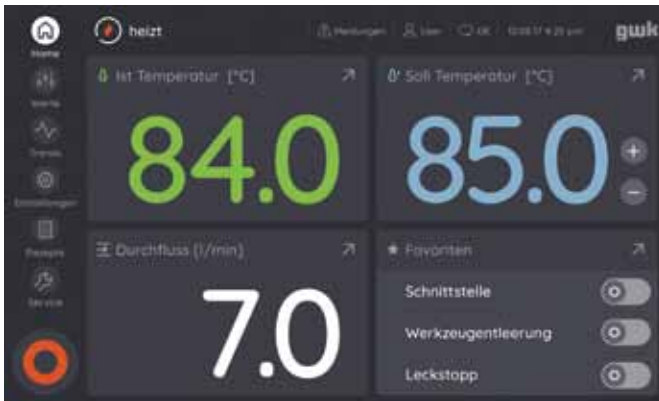 heizt
Meldungen
User
DE
gwk
Home
Ist Temperatur [°C]
Soll Temperatur [°C]
84.0
85.0
+
−
Werte
Trends
Einstellungen
Rezepte
Service
Durchfluss (l/min)
7.0
Favoriten
Schnittstelle
Werkzeugentleerung
Leckstopp